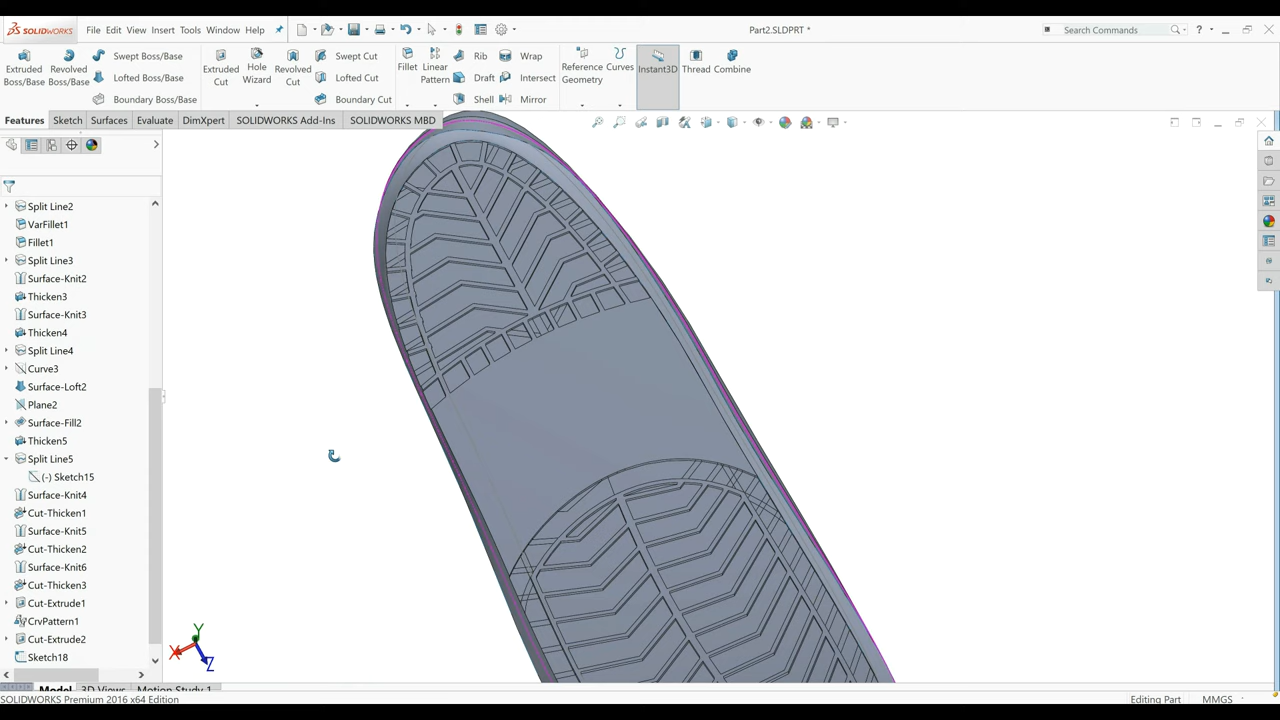 SOLIDWORKS File Edit View Insert Tools Window Help Part2.SLDPRT * Search Commands ?
Extruded Boss/Base
Revolved Boss/Base
Swept Boss/Base
Lofted Boss/Base
Boundary Boss/Base
Extruded Cut
Hole Wizard
Revolved Cut
Swept Cut
Lofted Cut
Boundary Cut
Fillet
Linear Pattern
Rib
Draft
Shell
Wrap
Intersect
Mirror
Reference Geometry
Curves
Instant3D
Thread
Combine
Features Sketch Surfaces Evaluate DimXpert SOLIDWORKS Add-Ins SOLIDWORKS MBD
Split Line2
VarFillet1
Fillet1
Split Line3
Surface-Knit2
Thicken3
Surface-Knit3
Thicken4
Split Line4
Curve3
Surface-Loft2
Plane2
Surface-Fill2
Thicken5
Split Line5
(-) Sketch15
Surface-Knit4
Cut-Thicken1
Surface-Knit5
Cut-Thicken2
Surface-Knit6
Cut-Thicken3
Cut-Extrude1
CrvPattern1
Cut-Extrude2
Sketch18
Y
X
Z
Model 3D Views Motion Study 1
SOLIDWORKS Premium 2016 x64 Edition Editing Part MMGS